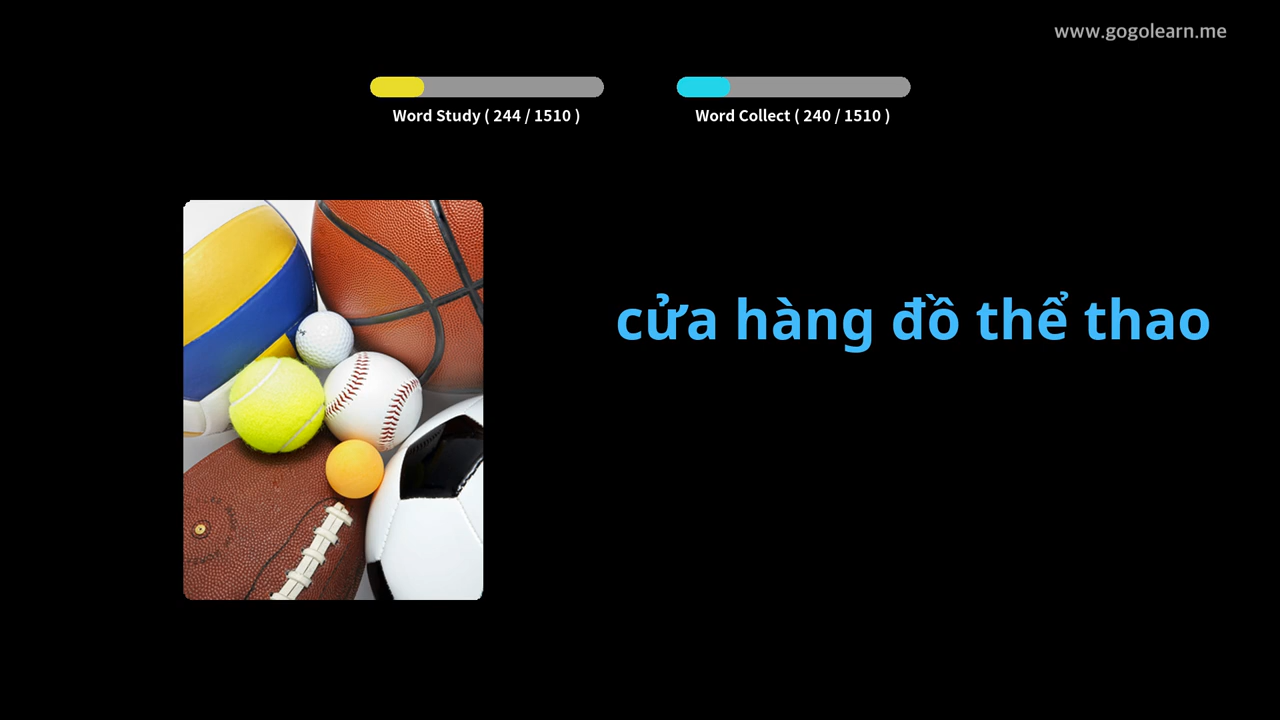 www.gogolearn.me
Word Study ( 244 / 1510 )
Word Collect ( 240 / 1510 )
cửa hàng đồ thể thao